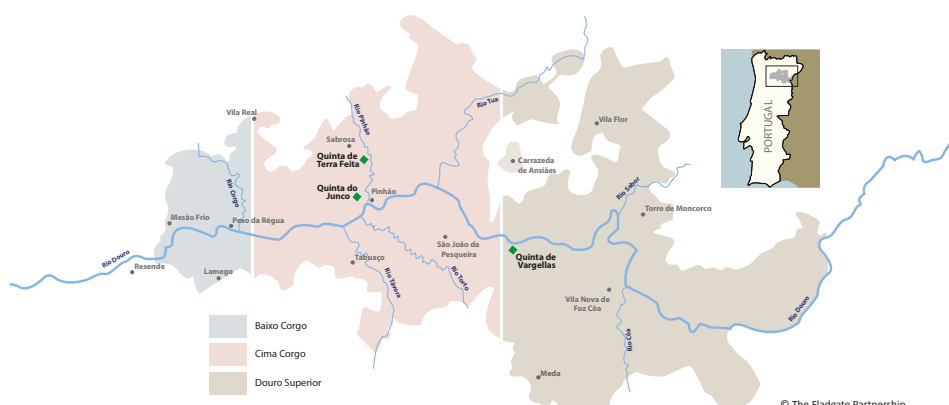 Vila Real
Rio Pinhão
Rio Tua
Vila Flor
PORTUGAL
Sabrosa
Quinta de
Terra Feita
Carrazeda
de Ansiães
Rio Corgo
Quinta do
Junco
Pinhão
Rio Sabor
Mesão Frio
Peso da Régua
Torre de Moncorco
São João da
Pesqueira
Rio Douro
Resende
Lamego
Tabuaço
Rio Távora
Rio Torto
Quinta de
Vargellas
Vila Nova de
Foz Côa
Rio Douro
Rio Côa
Meda
Baixo Corgo
Cima Corgo
Douro Superior
© The Fladgate Partnership